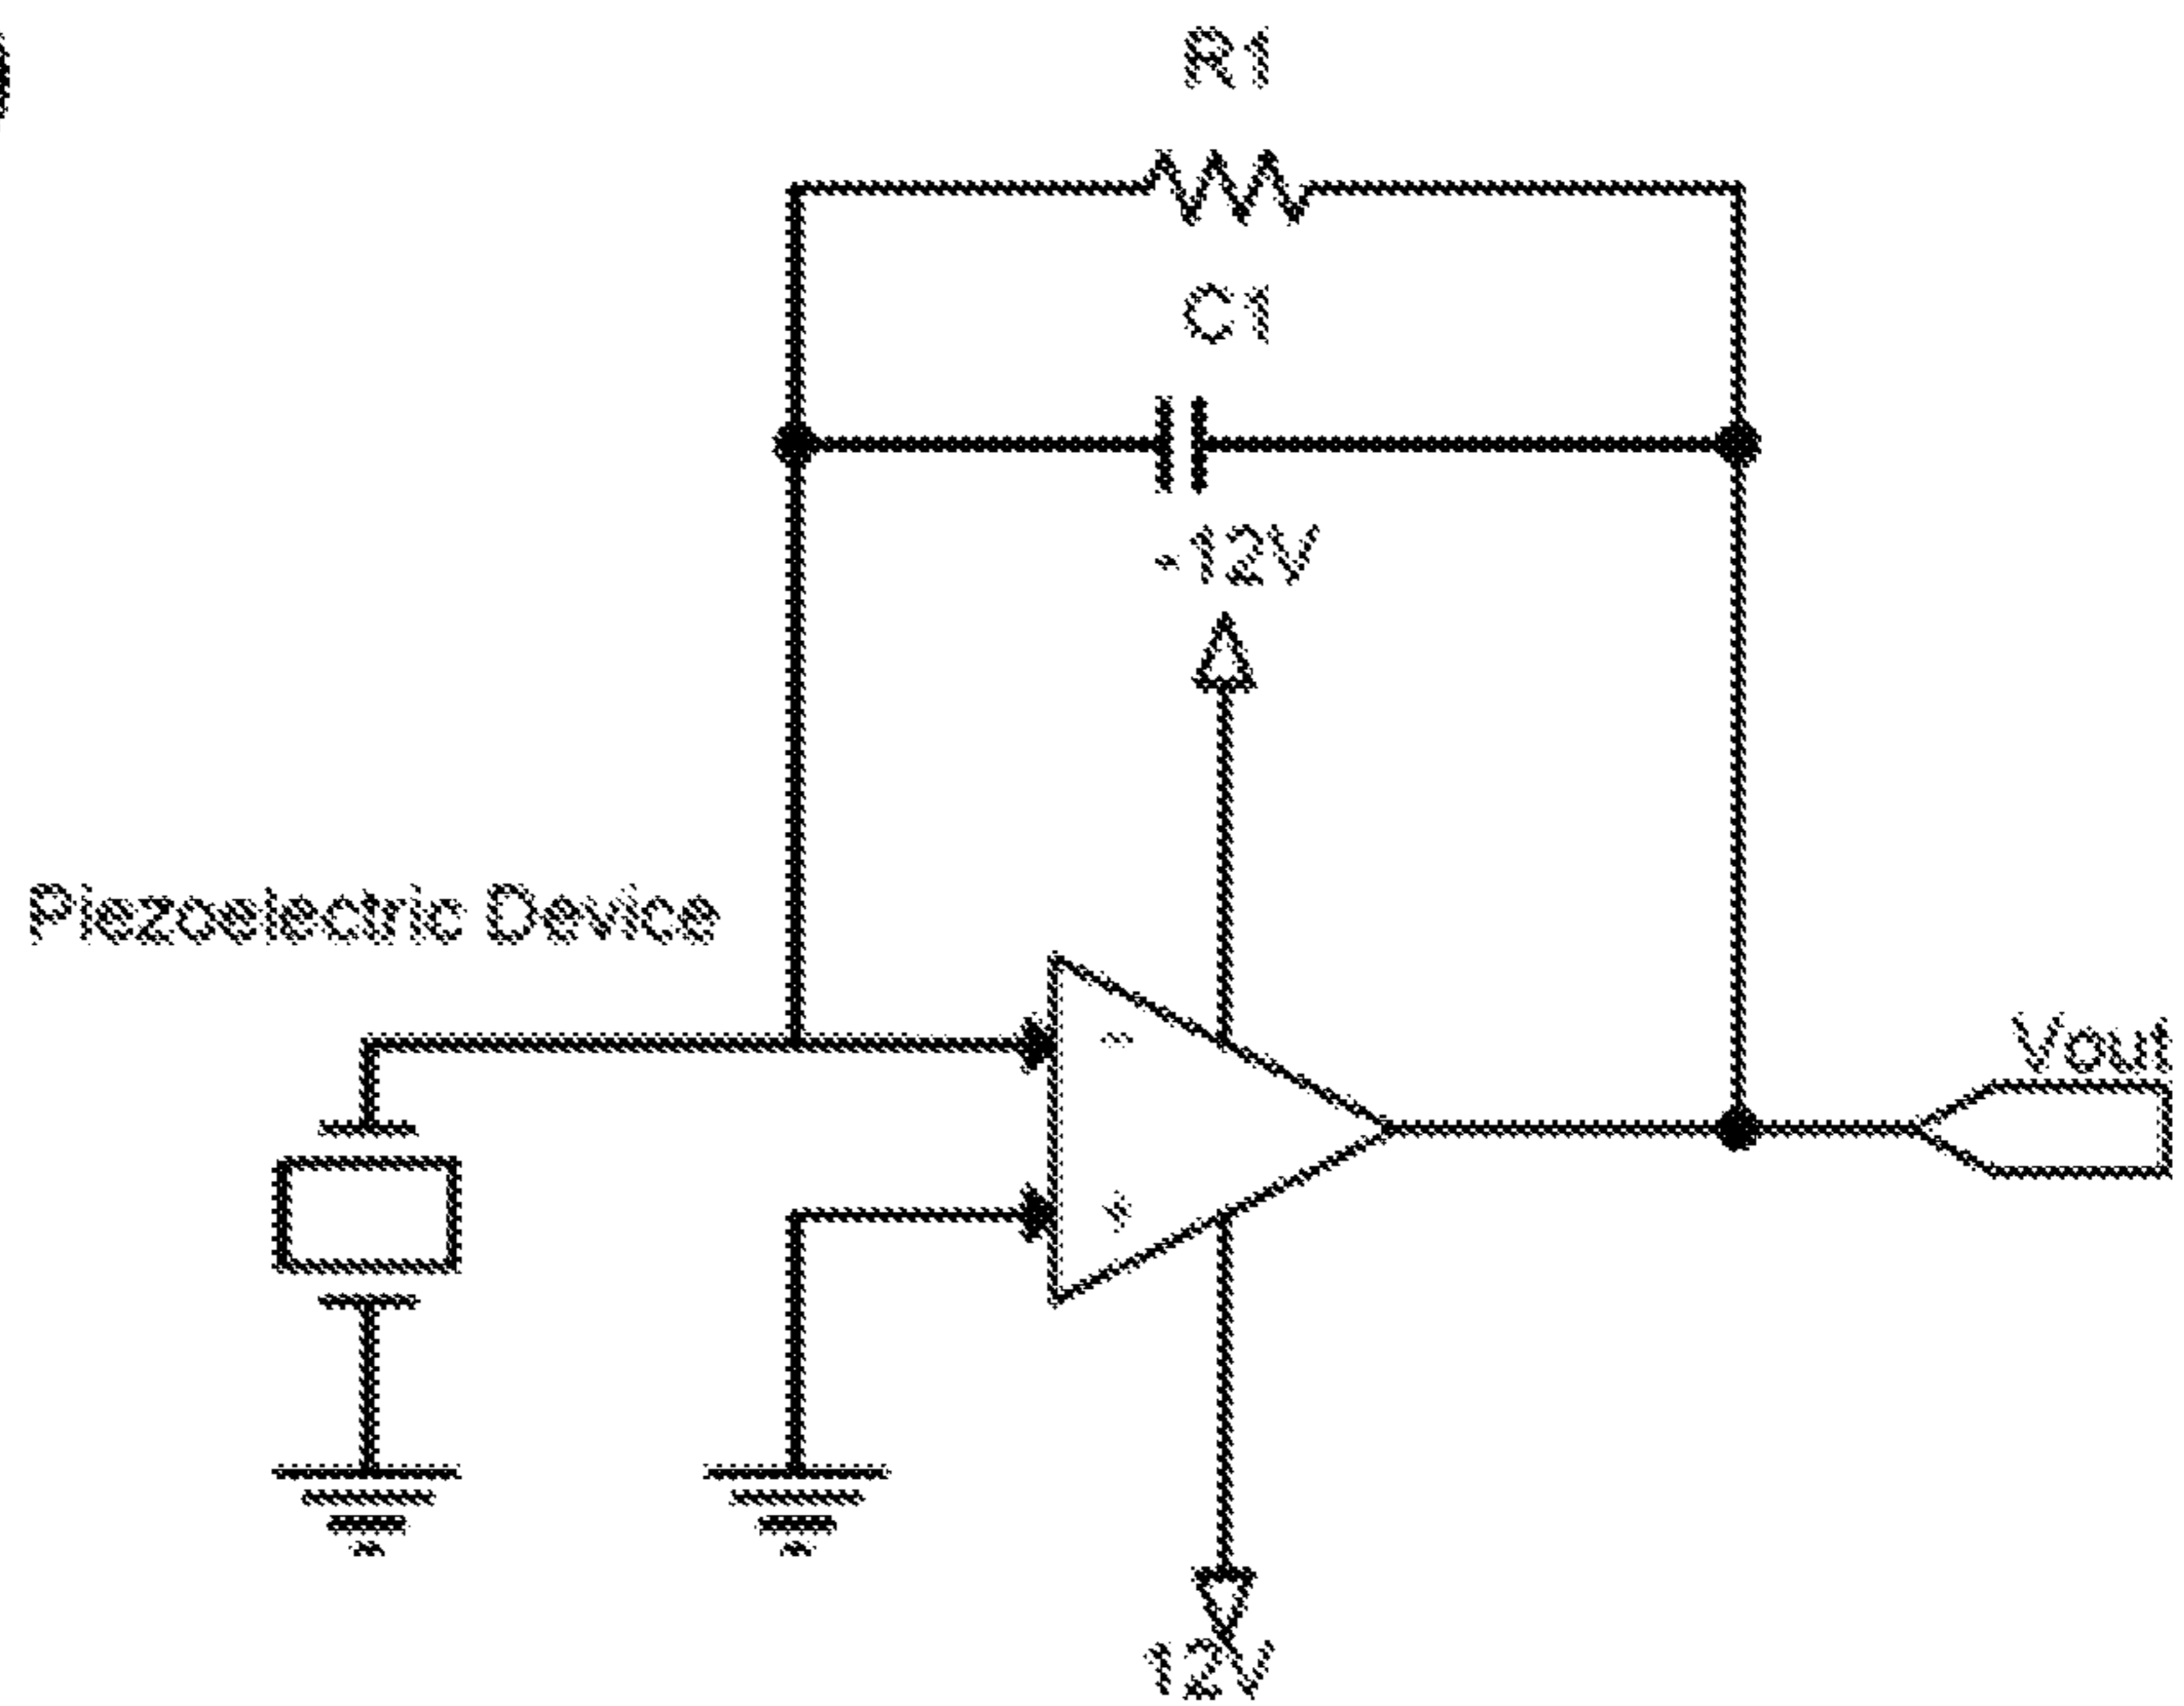 R1
C1
-12V
Piezoelectric Device
-
Vout
+
12V